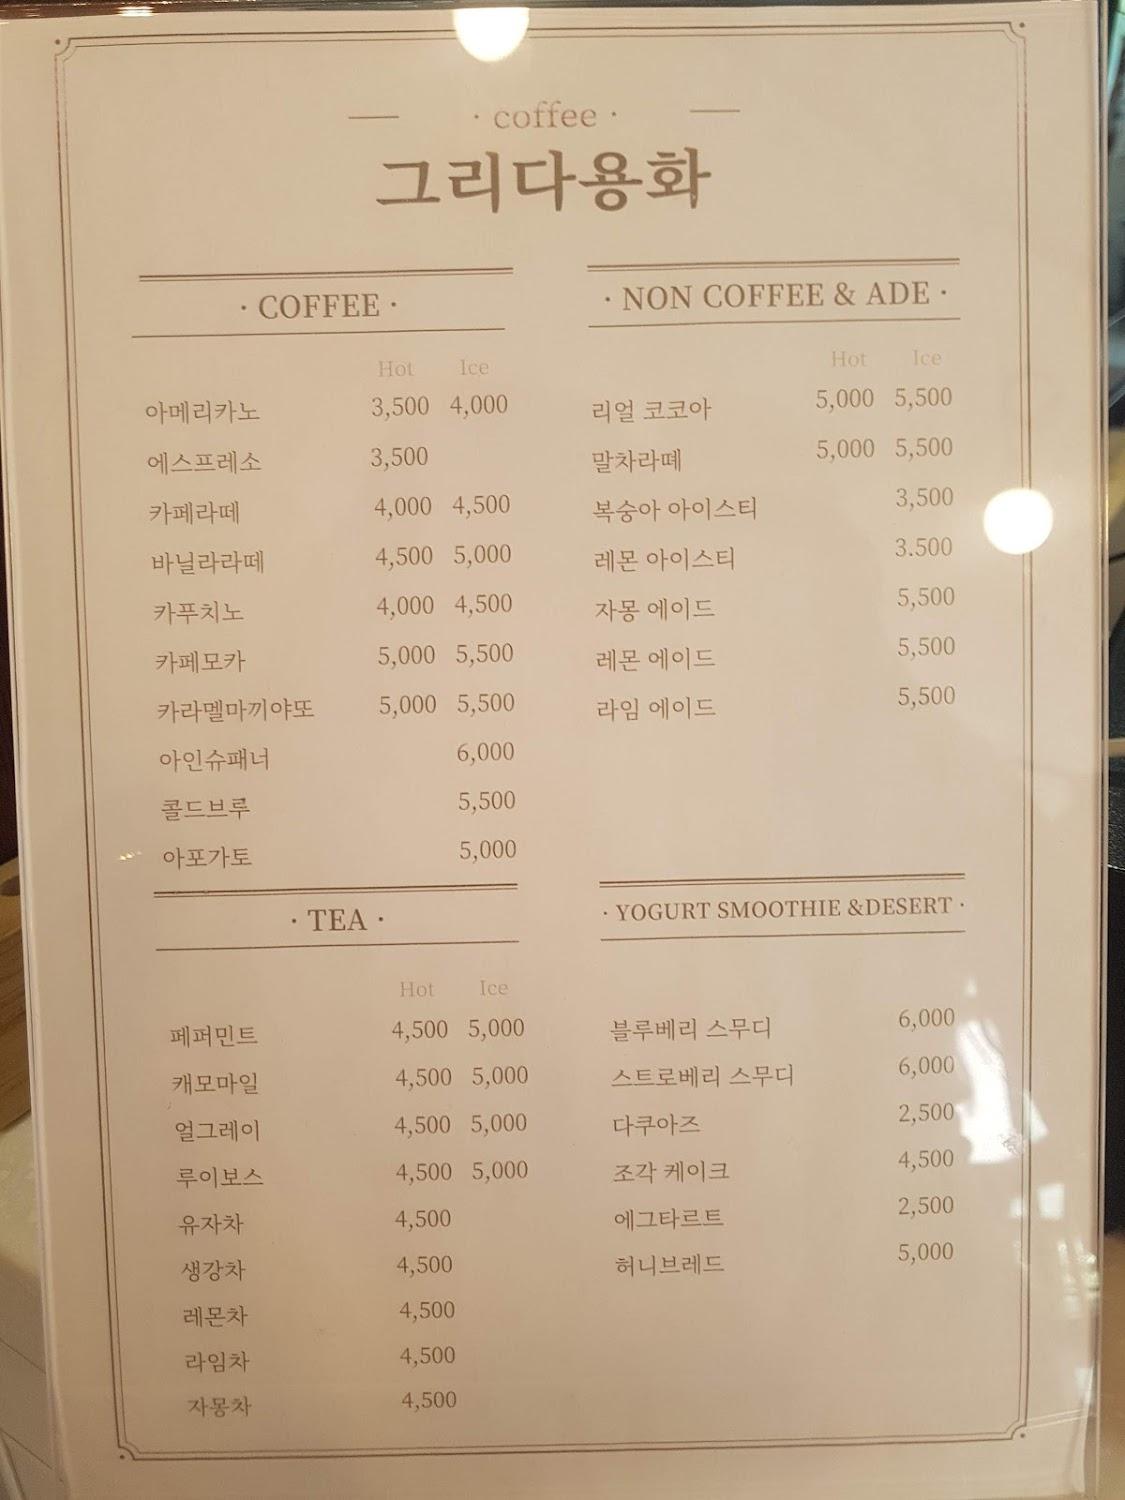 · coffee ·
그리다용화
· COFFEE ·
Hot Ice
아메리카노 3,500 4,000
에스프레소 3,500
카페라떼 4,000 4,500
바닐라라떼 4,500 5,000
카푸치노 4,000 4,500
카페모카 5,000 5,500
카라멜마끼야또 5,000 5,500
아인슈패너 6,000
콜드브루 5,500
아포가토 5,000
· NON COFFEE & ADE ·
Hot Ice
리얼 코코아 5,000 5,500
말차라떼 5,000 5,500
복숭아 아이스티 3,500
레몬 아이스티 3.500
자몽 에이드 5,500
레몬 에이드 5,500
라임 에이드 5,500
· TEA ·
Hot Ice
페퍼민트 4,500 5,000
캐모마일 4,500 5,000
얼그레이 4,500 5,000
루이보스 4,500 5,000
유자차 4,500
생강차 4,500
레몬차 4,500
라임차 4,500
자몽차 4,500
· YOGURT SMOOTHIE &DESERT ·
블루베리 스무디 6,000
스트로베리 스무디 6,000
다쿠아즈 2,500
조각 케이크 4,500
에그타르트 2,500
허니브레드 5,000